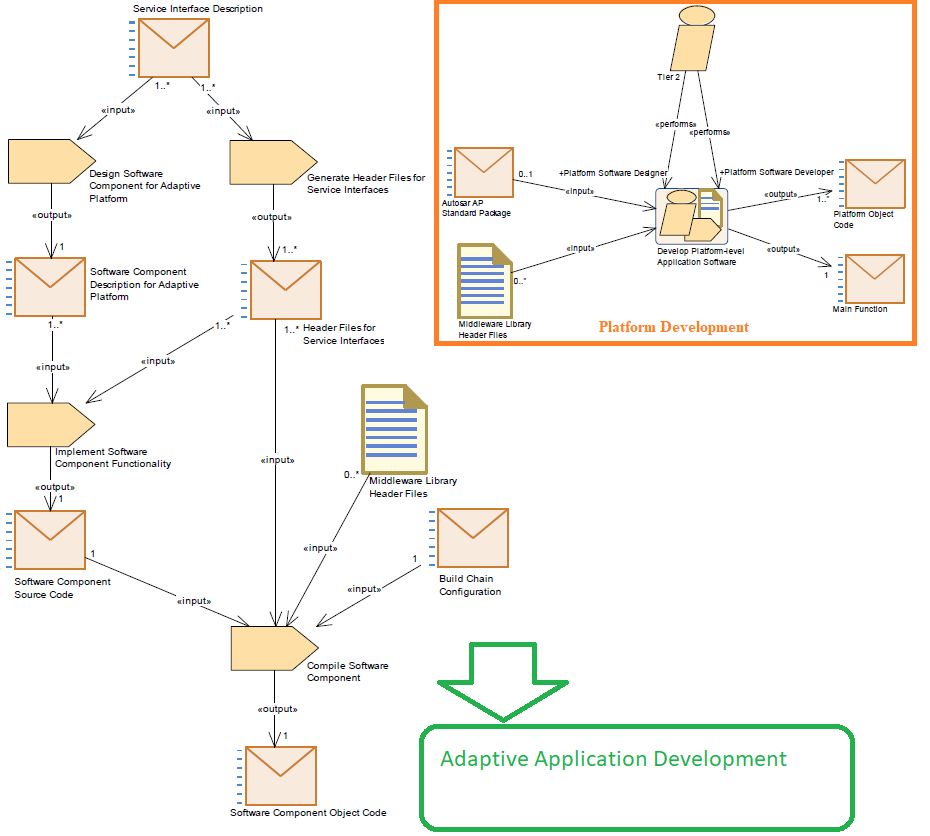 Service Interface Description
1..*
1..*
«input»
«input»
Design Software
Component for Adaptive
Platform
Generate Header Files for
Service Interfaces
«output»
«output»
1
1..*
Software Component
Description for Adaptive
Platform
1..*
1..*
1..*
Header Files for
Service Interfaces
«input»
«input»
Implement Software
Component Functionality
«output»
1
«input»
0..*
Middleware Library
Header Files
Software Component
Source Code
1
«input»
«input»
1
Build Chain
Configuration
«input»
Compile Software
Component
«output»
1
Software Component Object Code
Tier 2
«performs»
«performs»
+Platform Software Designer
+Platform Software Developer
0..1
Autosar AP
Standard Package
«input»
«output»
1..*
Platform Object
Code
«input»
0..*
Develop Platform-level
Application Software
«output»
1
Main Function
Middleware Library
Header Files
Platform Development
Adaptive Application Development